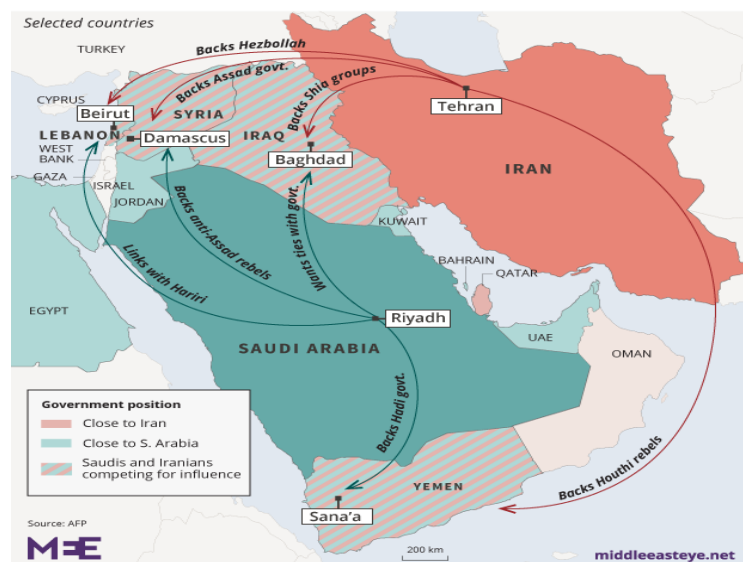 Selected countries
TURKEY
Backs Hezbollah
Backs Assad govt.
Backs Shia groups
CYPRUS
Beirut
SYRIA
Tehran
LEBANON
Damascus
IRAQ
WEST
BANK
Baghdad
IRAN
GAZA
ISRAEL
JORDAN
KUWAIT
Links with Hariri
Backs anti-Assad rebels
Wants ties with govt.
BAHRAIN
QATAR
EGYPT
Riyadh
UAE
SAUDI ARABIA
OMAN
Backs Hadi govt.
Government position
Close to Iran
Close to S. Arabia
Saudis and Iranians
competing for influence
YEMEN
Backs Houthi rebels
Sana'a
Source: AFP
MEE
200 km
middleeasteye.net